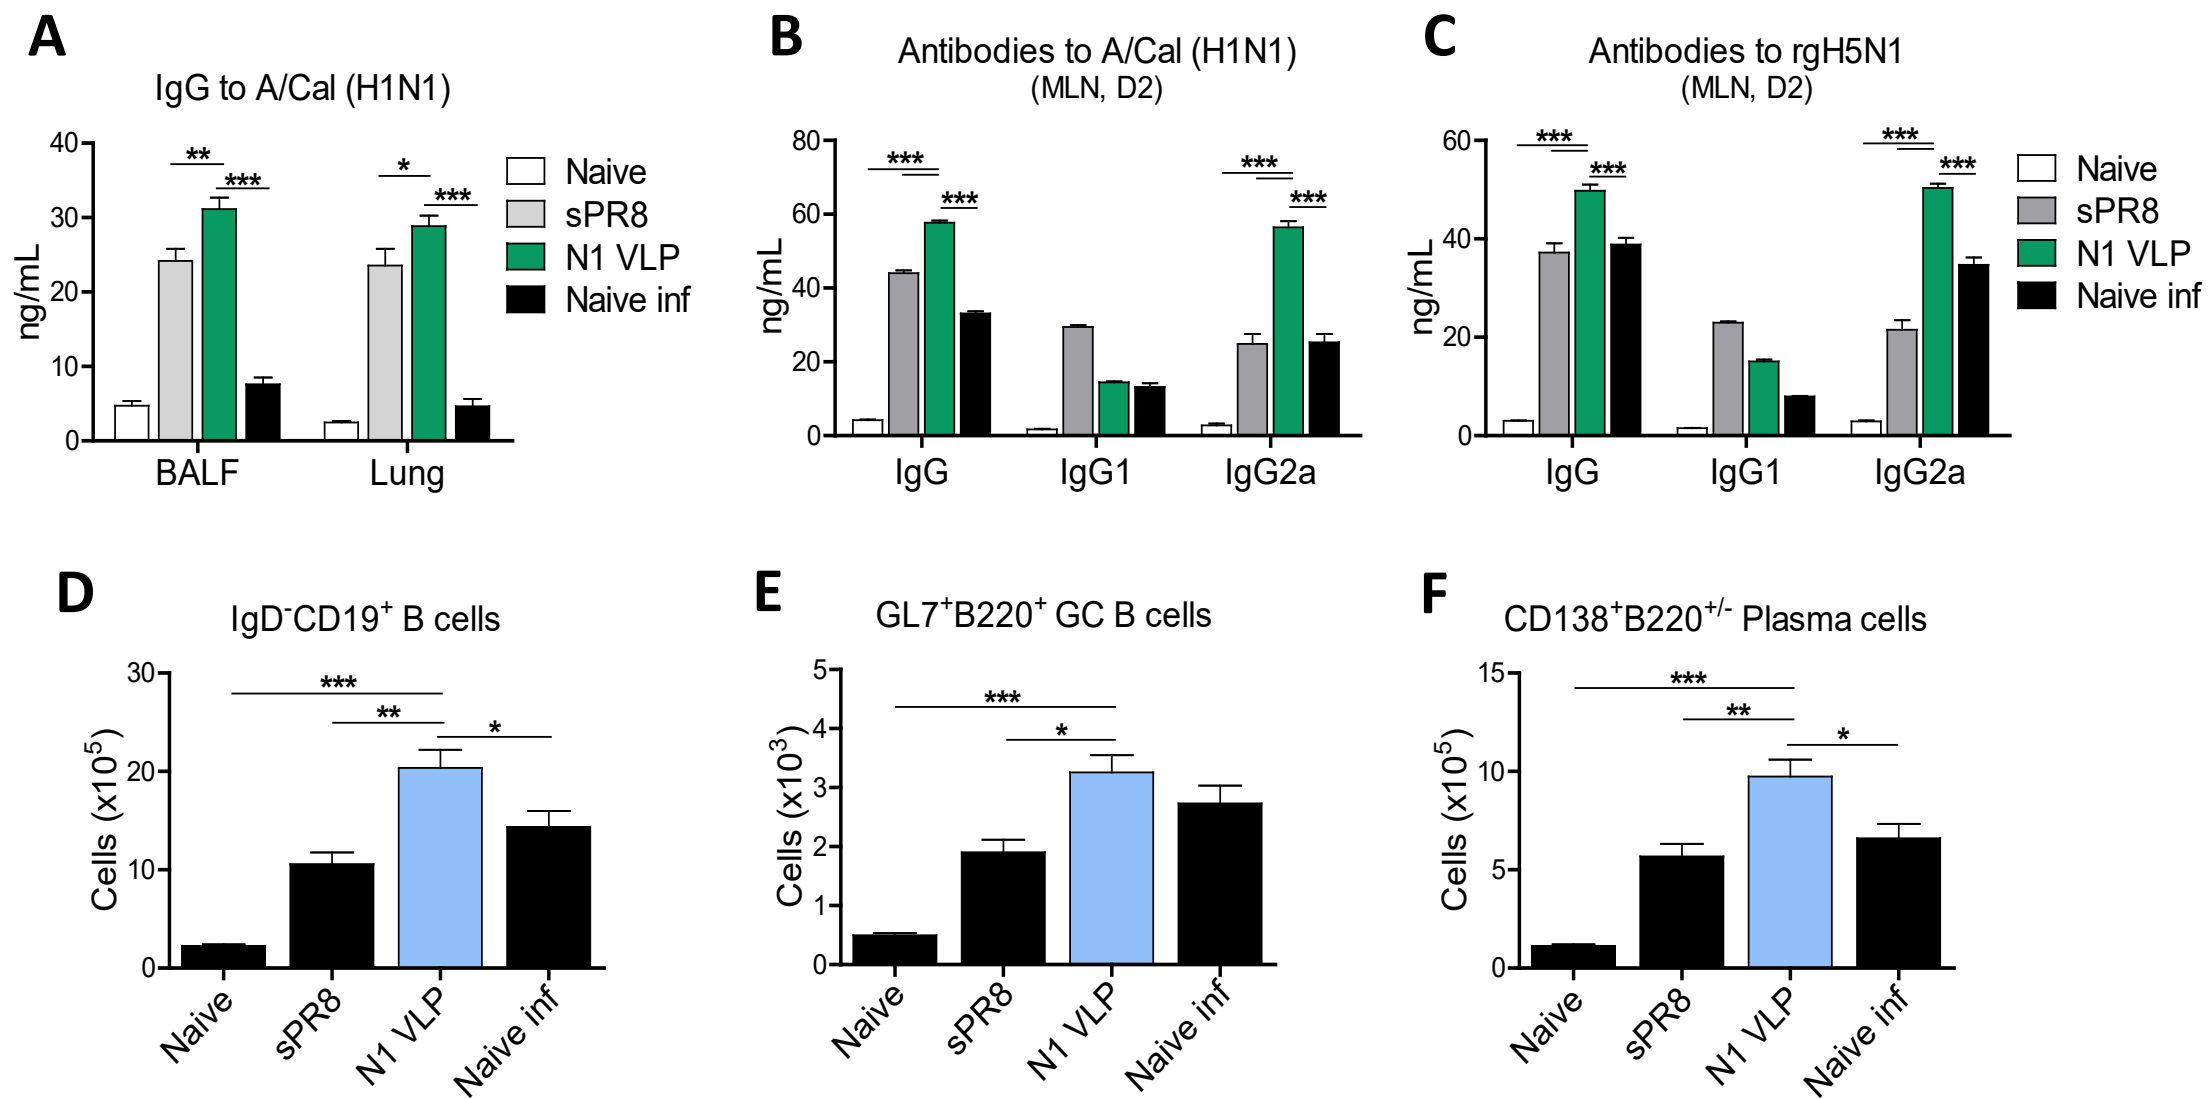 A
IgG to A/Cal (H1N1)
ng/mL
40
30
20
10
0
**
***
*
***
BALF
Lung
Naive
sPR8
N1 VLP
Naive inf
B
Antibodies to A/Cal (H1N1)
(MLN, D2)
ng/mL
80
60
40
20
0
***
***
***
***
IgG
IgG1
IgG2a
C
Antibodies to rgH5N1
(MLN, D2)
ng/mL
60
40
20
0
***
***
***
***
IgG
IgG1
IgG2a
Naive
sPR8
N1 VLP
Naive inf
D
IgD⁻CD19⁺ B cells
Cells (x10⁵)
30
20
10
0
***
**
*
Naive
sPR8
N1 VLP
Naive inf
E
GL7⁺B220⁺ GC B cells
Cells (x10³)
5
4
3
2
1
0
***
*
Naive
sPR8
N1 VLP
Naive inf
F
CD138⁺B220⁺/⁻ Plasma cells
Cells (x10⁵)
15
10
5
0
***
**
*
Naive
sPR8
N1 VLP
Naive inf